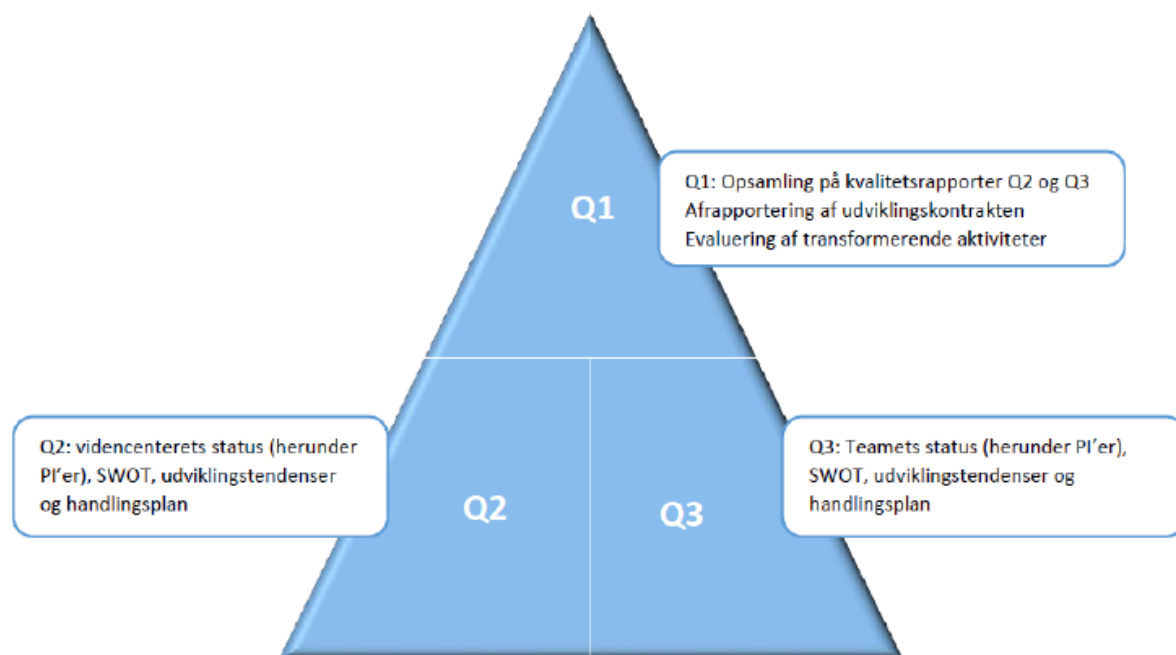 Q1
Q1: Opsamling på kvalitetsrapporter Q2 og Q3
Afrapportering af udviklingskontrakten
Evaluering af transformerende aktiviteter
Q2: videncenterets status (herunder
PI'er), SWOT, udviklingstendenser
og handlingsplan
Q2
Q3
Q3: Teamets status (herunder PI'er),
SWOT, udviklingstendenser og
handlingsplan